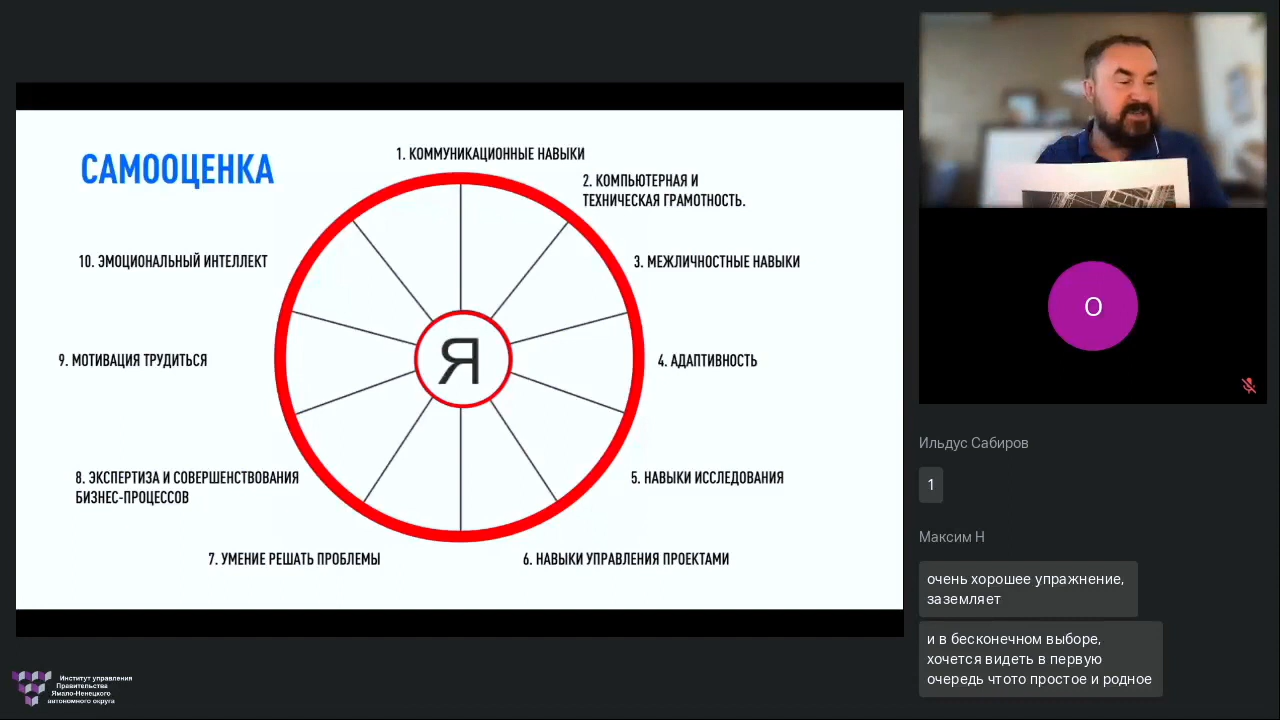 САМООЦЕНКА
1. КОММУНИКАЦИОННЫЕ НАВЫКИ
2. КОМПЬЮТЕРНАЯ И
ТЕХНИЧЕСКАЯ ГРАМОТНОСТЬ.
3. МЕЖЛИЧНОСТНЫЕ НАВЫКИ
4. АДАПТИВНОСТЬ
5. НАВЫКИ ИССЛЕДОВАНИЯ
6. НАВЫКИ УПРАВЛЕНИЯ ПРОЕКТАМИ
7. УМЕНИЕ РЕШАТЬ ПРОБЛЕМЫ
8. ЭКСПЕРТИЗА И СОВЕРШЕНСТВОВАНИЯ
БИЗНЕС-ПРОЦЕССОВ
9. МОТИВАЦИЯ ТРУДИТЬСЯ
10. ЭМОЦИОНАЛЬНЫЙ ИНТЕЛЛЕКТ
Я
О
Ильдус Сабиров
1
Максим Н
очень хорошее упражнение,
заземляет
и в бесконечном выборе,
хочется видеть в первую
очередь чтото простое и родное
Институт управления
Правительства
Ямало-Ненецкого
автономного округа